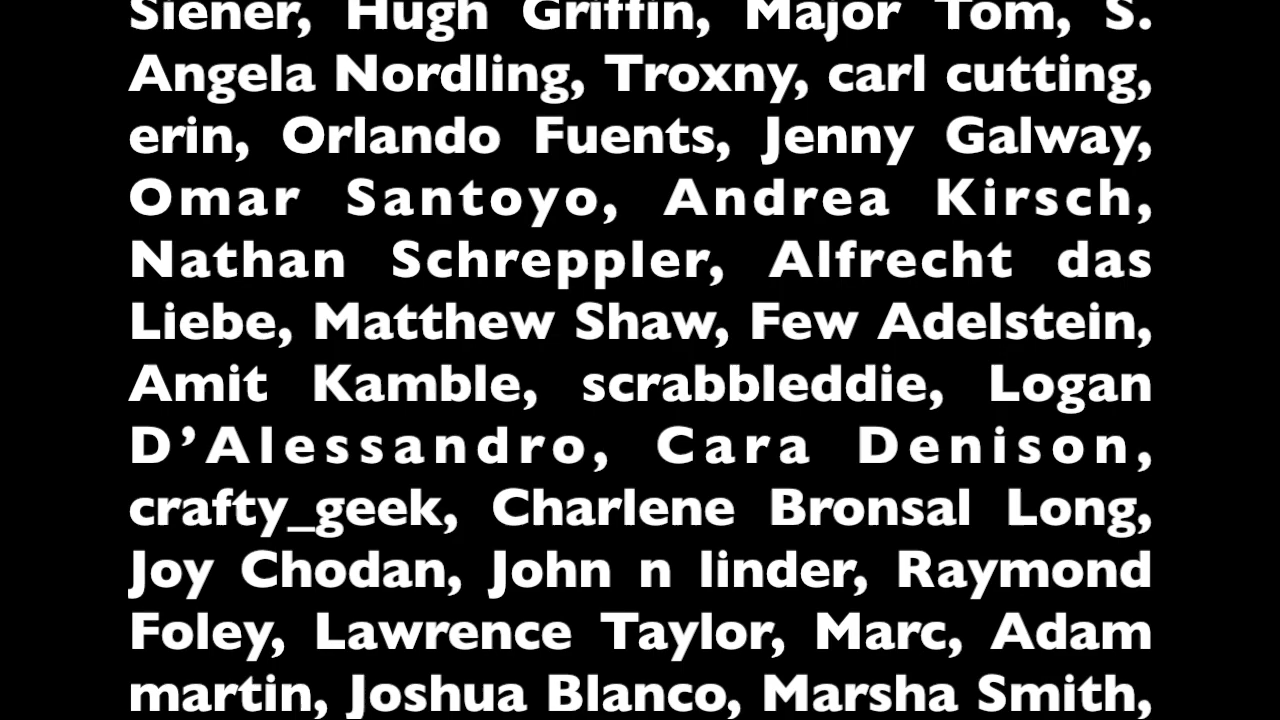 Siener, Hugh Griffin, Major Tom, S.
Angela Nordling, Troxny, carl cutting,
erin, Orlando Fuents, Jenny Galway,
Omar Santoyo, Andrea Kirsch,
Nathan Schreppler, Alfrecht das
Liebe, Matthew Shaw, Few Adelstein,
Amit Kamble, scrabbleddie, Logan
D’Alessandro, Cara Denison,
crafty_geek, Charlene Bronsal Long,
Joy Chodan, John n linder, Raymond
Foley, Lawrence Taylor, Marc, Adam
martin, Joshua Blanco, Marsha Smith,